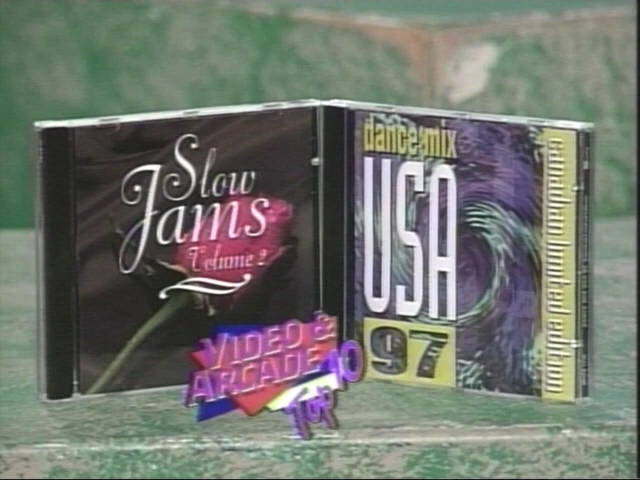 Slow
Jams
Volume 2
dance mix
USA
97
canadian limited edition
VIDEO &
ARCADE
TOP 10